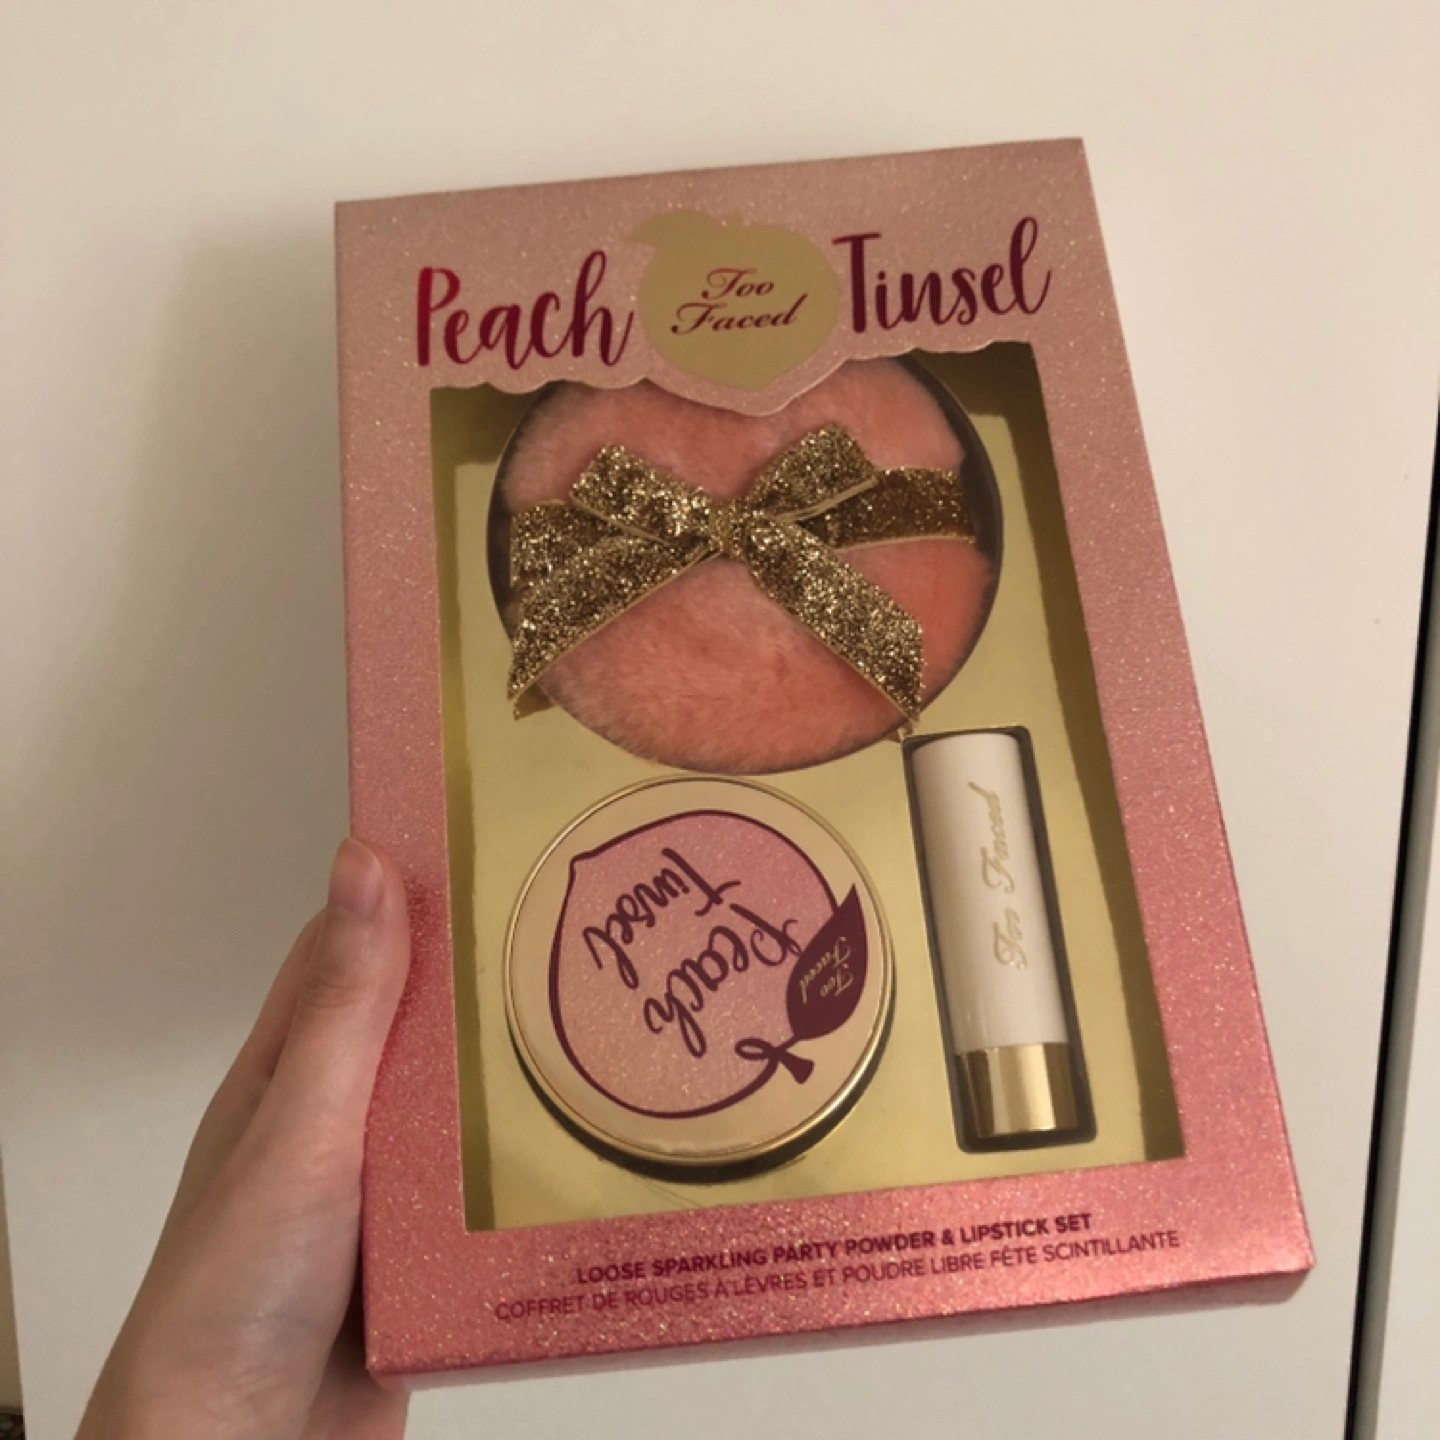 Peach Too Faced Tinsel
Peach
Tinsel
Too
Faced
Too Faced
LOOSE SPARKLING PARTY POWDER & LIPSTICK SET
COFFRET DE ROUGES À LÈVRES ET POUDRE LIBRE FÊTE SCINTILLANTE